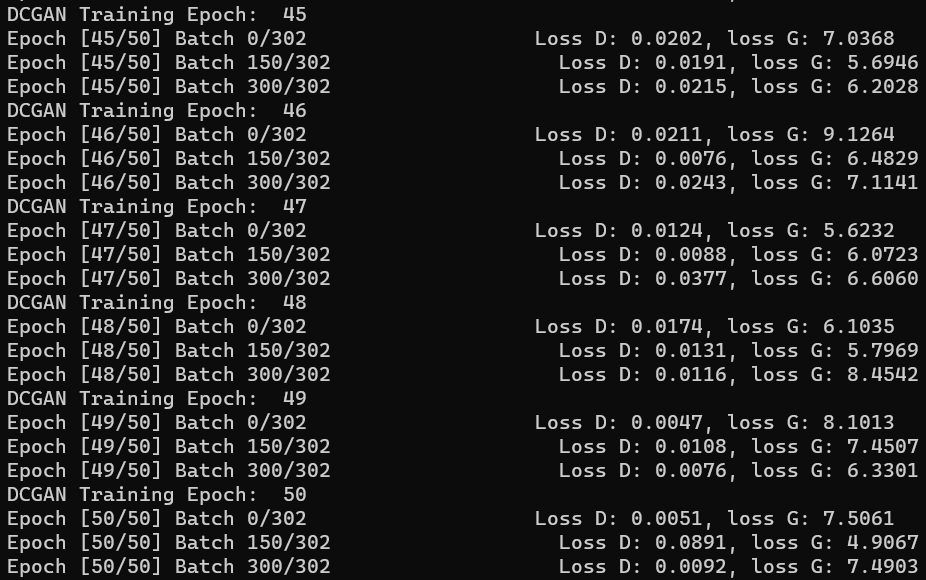 DCGAN Training Epoch:  45
Epoch [45/50] Batch 0/302                   Loss D: 0.0202, loss G: 7.0368
Epoch [45/50] Batch 150/302                   Loss D: 0.0191, loss G: 5.6946
Epoch [45/50] Batch 300/302                   Loss D: 0.0215, loss G: 6.2028
DCGAN Training Epoch:  46
Epoch [46/50] Batch 0/302                   Loss D: 0.0211, loss G: 9.1264
Epoch [46/50] Batch 150/302                   Loss D: 0.0076, loss G: 6.4829
Epoch [46/50] Batch 300/302                   Loss D: 0.0243, loss G: 7.1141
DCGAN Training Epoch:  47
Epoch [47/50] Batch 0/302                   Loss D: 0.0124, loss G: 5.6232
Epoch [47/50] Batch 150/302                   Loss D: 0.0088, loss G: 6.0723
Epoch [47/50] Batch 300/302                   Loss D: 0.0377, loss G: 6.6060
DCGAN Training Epoch:  48
Epoch [48/50] Batch 0/302                   Loss D: 0.0174, loss G: 6.1035
Epoch [48/50] Batch 150/302                   Loss D: 0.0131, loss G: 5.7969
Epoch [48/50] Batch 300/302                   Loss D: 0.0116, loss G: 8.4542
DCGAN Training Epoch:  49
Epoch [49/50] Batch 0/302                   Loss D: 0.0047, loss G: 8.1013
Epoch [49/50] Batch 150/302                   Loss D: 0.0108, loss G: 7.4507
Epoch [49/50] Batch 300/302                   Loss D: 0.0076, loss G: 6.3301
DCGAN Training Epoch:  50
Epoch [50/50] Batch 0/302                   Loss D: 0.0051, loss G: 7.5061
Epoch [50/50] Batch 150/302                   Loss D: 0.0891, loss G: 4.9067
Epoch [50/50] Batch 300/302                   Loss D: 0.0092, loss G: 7.4903